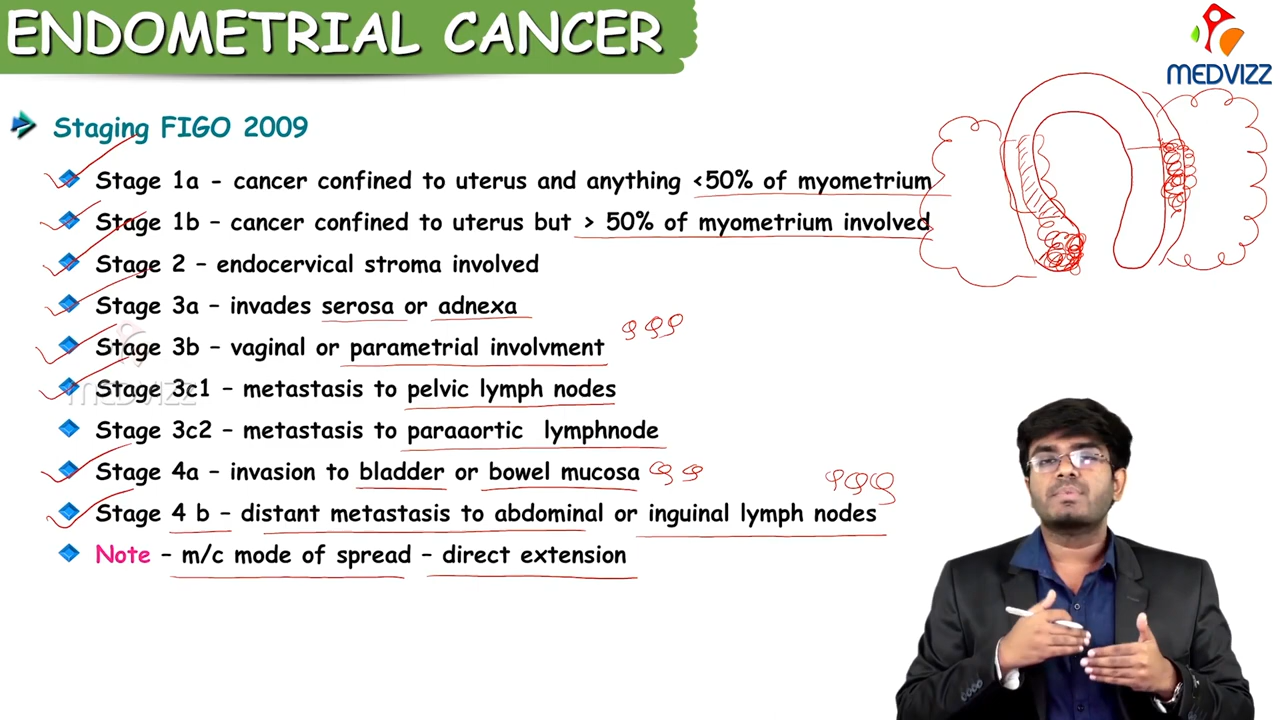 ENDOMETRIAL CANCER
MEDVIZZ
Staging FIGO 2009
Stage 1a - cancer confined to uterus and anything <50% of myometrium
Stage 1b – cancer confined to uterus but > 50% of myometrium involved
Stage 2 – endocervical stroma involved
Stage 3a – invades serosa or adnexa
Stage 3b – vaginal or parametrial involvment
Stage 3c1 – metastasis to pelvic lymph nodes
MEDVIZZ
Stage 3c2 – metastasis to paraaortic lymphnode
Stage 4a – invasion to bladder or bowel mucosa
Stage 4 b – distant metastasis to abdominal or inguinal lymph nodes
Note – m/c mode of spread – direct extension